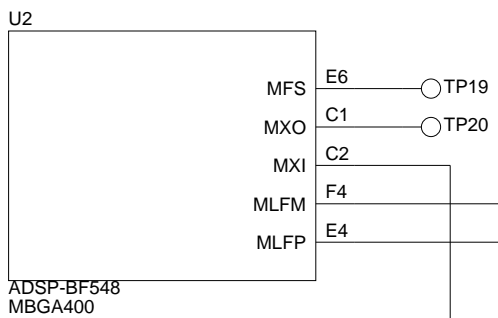 U2
MFS E6 TP19
MXO C1 TP20
MXI C2
MLFM F4
MLFP E4
ADSP-BF548
MBGA400